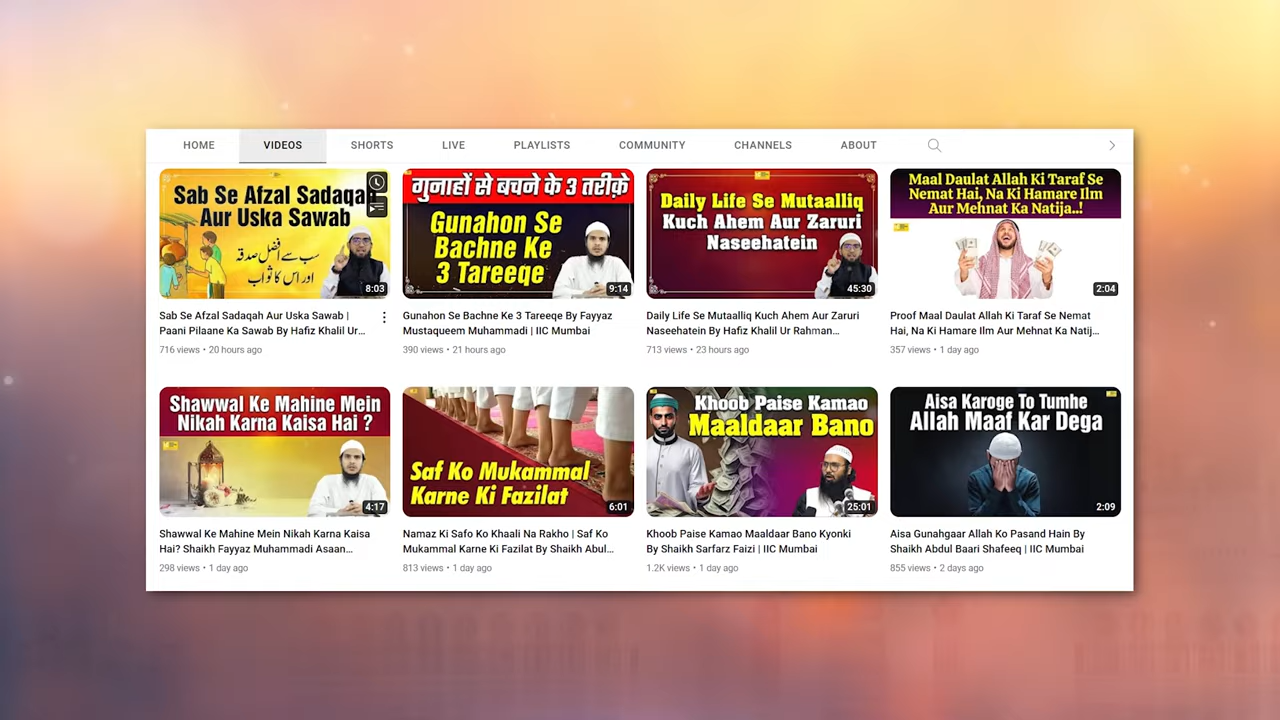 HOME VIDEOS SHORTS LIVE PLAYLISTS COMMUNITY CHANNELS ABOUT
Sab Se Afzal Sadaqah
Aur Uska Sawab
سب سے افضل صدقہ
اور اس کا ثواب
8:03
Sab Se Afzal Sadaqah Aur Uska Sawab |
Paani Pilaane Ka Sawab By Hafiz Khalil Ur...
716 views • 20 hours ago
गुनाहों से बचने के 3 तरीक़े
Gunahon Se
Bachne Ke
3 Tareeqe
9:14
Gunahon Se Bachne Ke 3 Tareeqe By Fayyaz
Mustaqueem Muhammadi | IIC Mumbai
390 views • 21 hours ago
Daily Life Se Mutaalliq
Kuch Ahem Aur Zaruri
Naseehatein
45:30
Daily Life Se Mutaalliq Kuch Ahem Aur Zaruri
Naseehatein By Hafiz Khalil Ur Rahman...
713 views • 23 hours ago
Maal Daulat Allah Ki Taraf Se
Nemat Hai, Na Ki Hamare Ilm
Aur Mehnat Ka Natija..!
2:04
Proof Maal Daulat Allah Ki Taraf Se Nemat
Hai, Na Ki Hamare Ilm Aur Mehnat Ka Natij...
357 views • 1 day ago
Shawwal Ke Mahine Mein
Nikah Karna Kaisa Hai ?
4:17
Shawwal Ke Mahine Mein Nikah Karna Kaisa
Hai? Shaikh Fayyaz Muhammadi Asaan...
298 views • 1 day ago
Saf Ko Mukammal
Karne Ki Fazilat
6:01
Namaz Ki Safo Ko Khaali Na Rakho | Saf Ko
Mukammal Karne Ki Fazilat By Shaikh Abul...
813 views • 1 day ago
Khoob Paise Kamao
Maaldaar Bano
25:01
Khoob Paise Kamao Maaldaar Bano Kyonki
By Shaikh Sarfarz Faizi | IIC Mumbai
1.2K views • 1 day ago
Aisa Karoge To Tumhe
Allah Maaf Kar Dega
2:09
Aisa Gunahgaar Allah Ko Pasand Hain By
Shaikh Abdul Baari Shafeeq | IIC Mumbai
855 views • 2 days ago